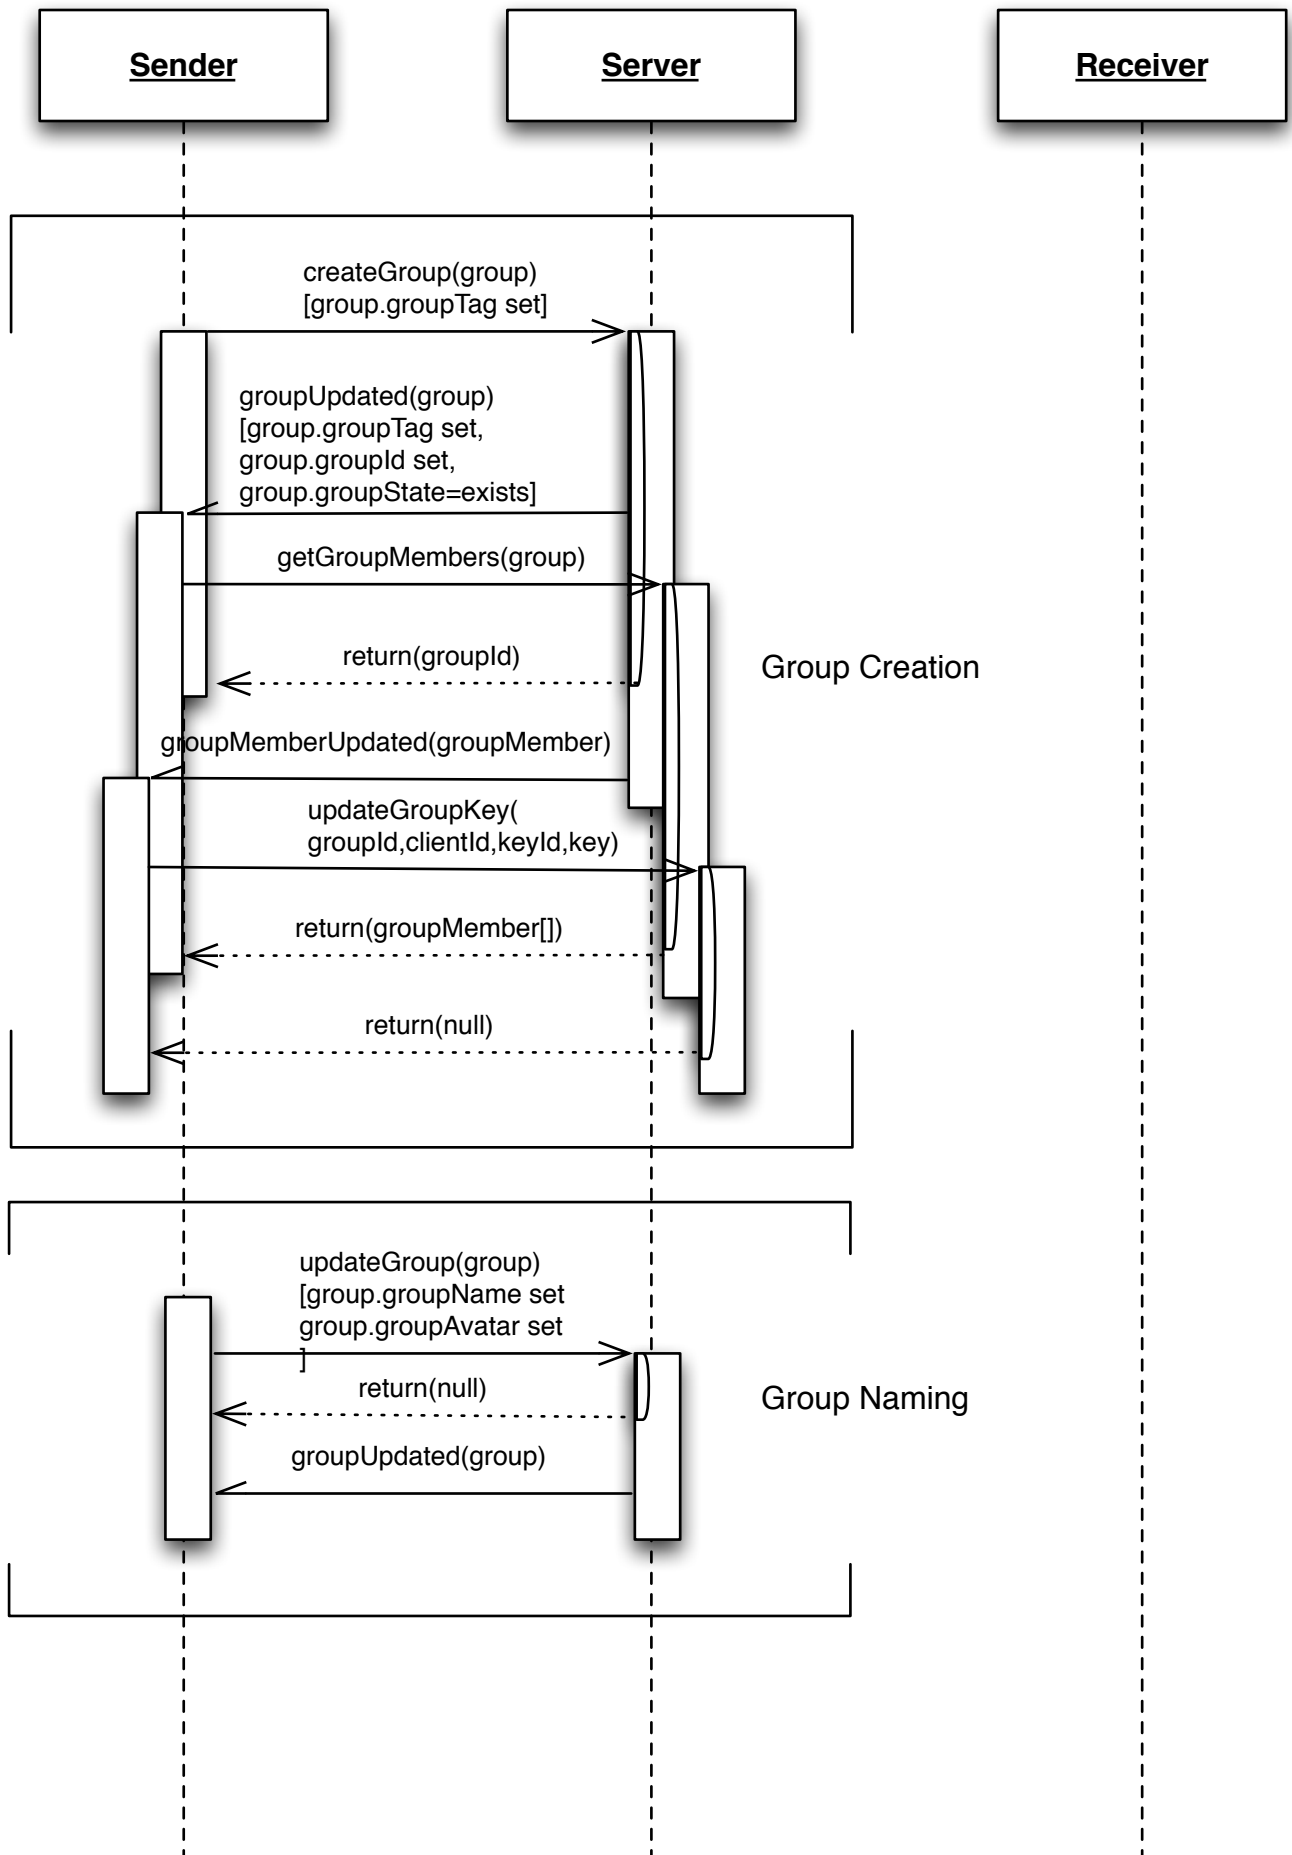 Sender
Server
Receiver
createGroup(group)
[group.groupTag set]
groupUpdated(group)
[group.groupTag set,
group.groupId set,
group.groupState=exists]
getGroupMembers(group)
return(groupId)
Group Creation
groupMemberUpdated(groupMember)
updateGroupKey(
groupId,clientId,keyId,key)
return(groupMember[])
return(null)
updateGroup(group)
[group.groupName set
group.groupAvatar set
]
return(null)
Group Naming
groupUpdated(group)